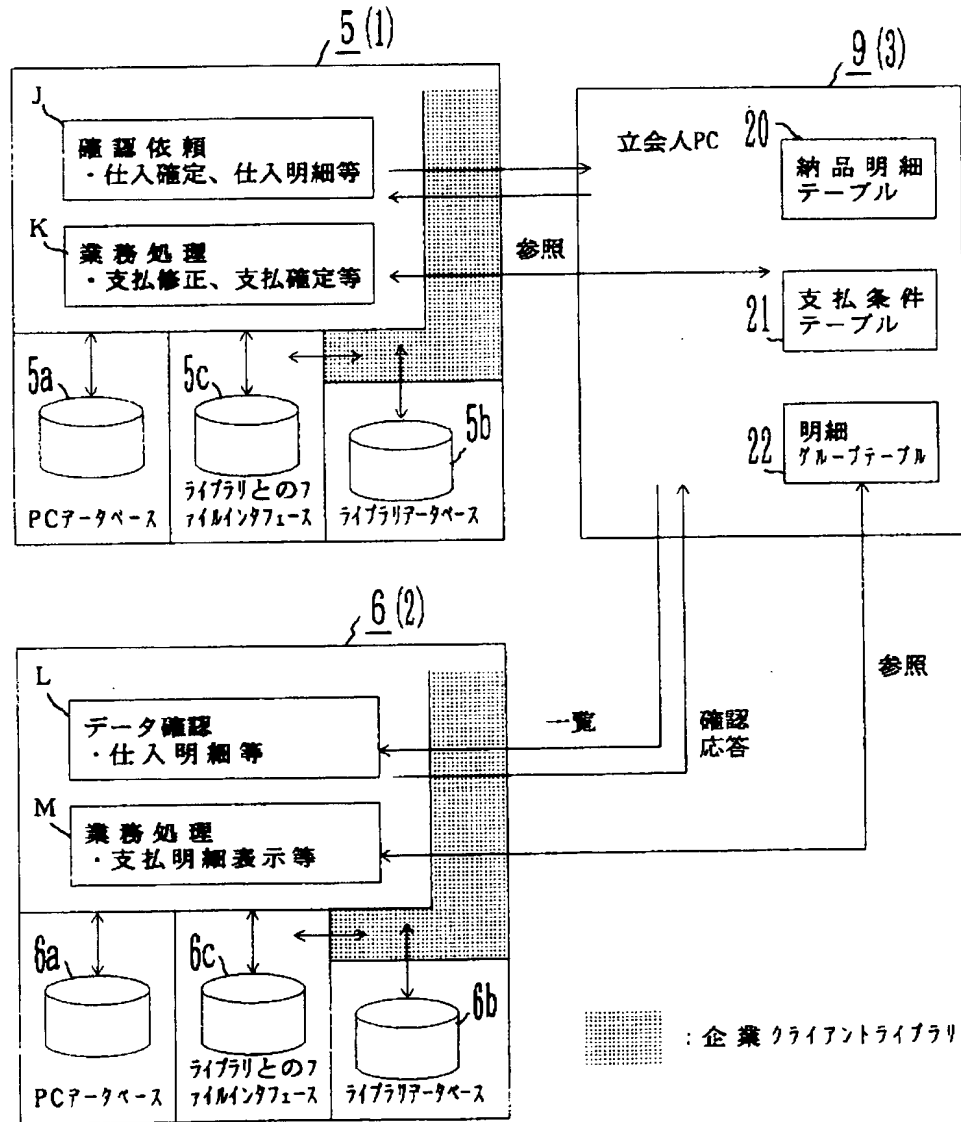 5 (1)
J
確認依頼
・仕入確定、仕入明細等
K
業務処理
・支払修正、支払確定等
5a
5c
5b
PCデータベース
ライブラリとのフ
ァイルインタフェース
ライブラリデータベース
参照
9 (3)
立会人PC
20
納品明細
テーブル
21
支払条件
テーブル
22
明細
グループテーブル
6 (2)
L
データ確認
・仕入明細等
M
業務処理
・支払明細表示等
6a
6c
6b
PCデータベース
ライブラリとのフ
ァイルインタフェース
ライブラリデータベース
一覧
確認
応答
参照
：企業クライアントライブラリ